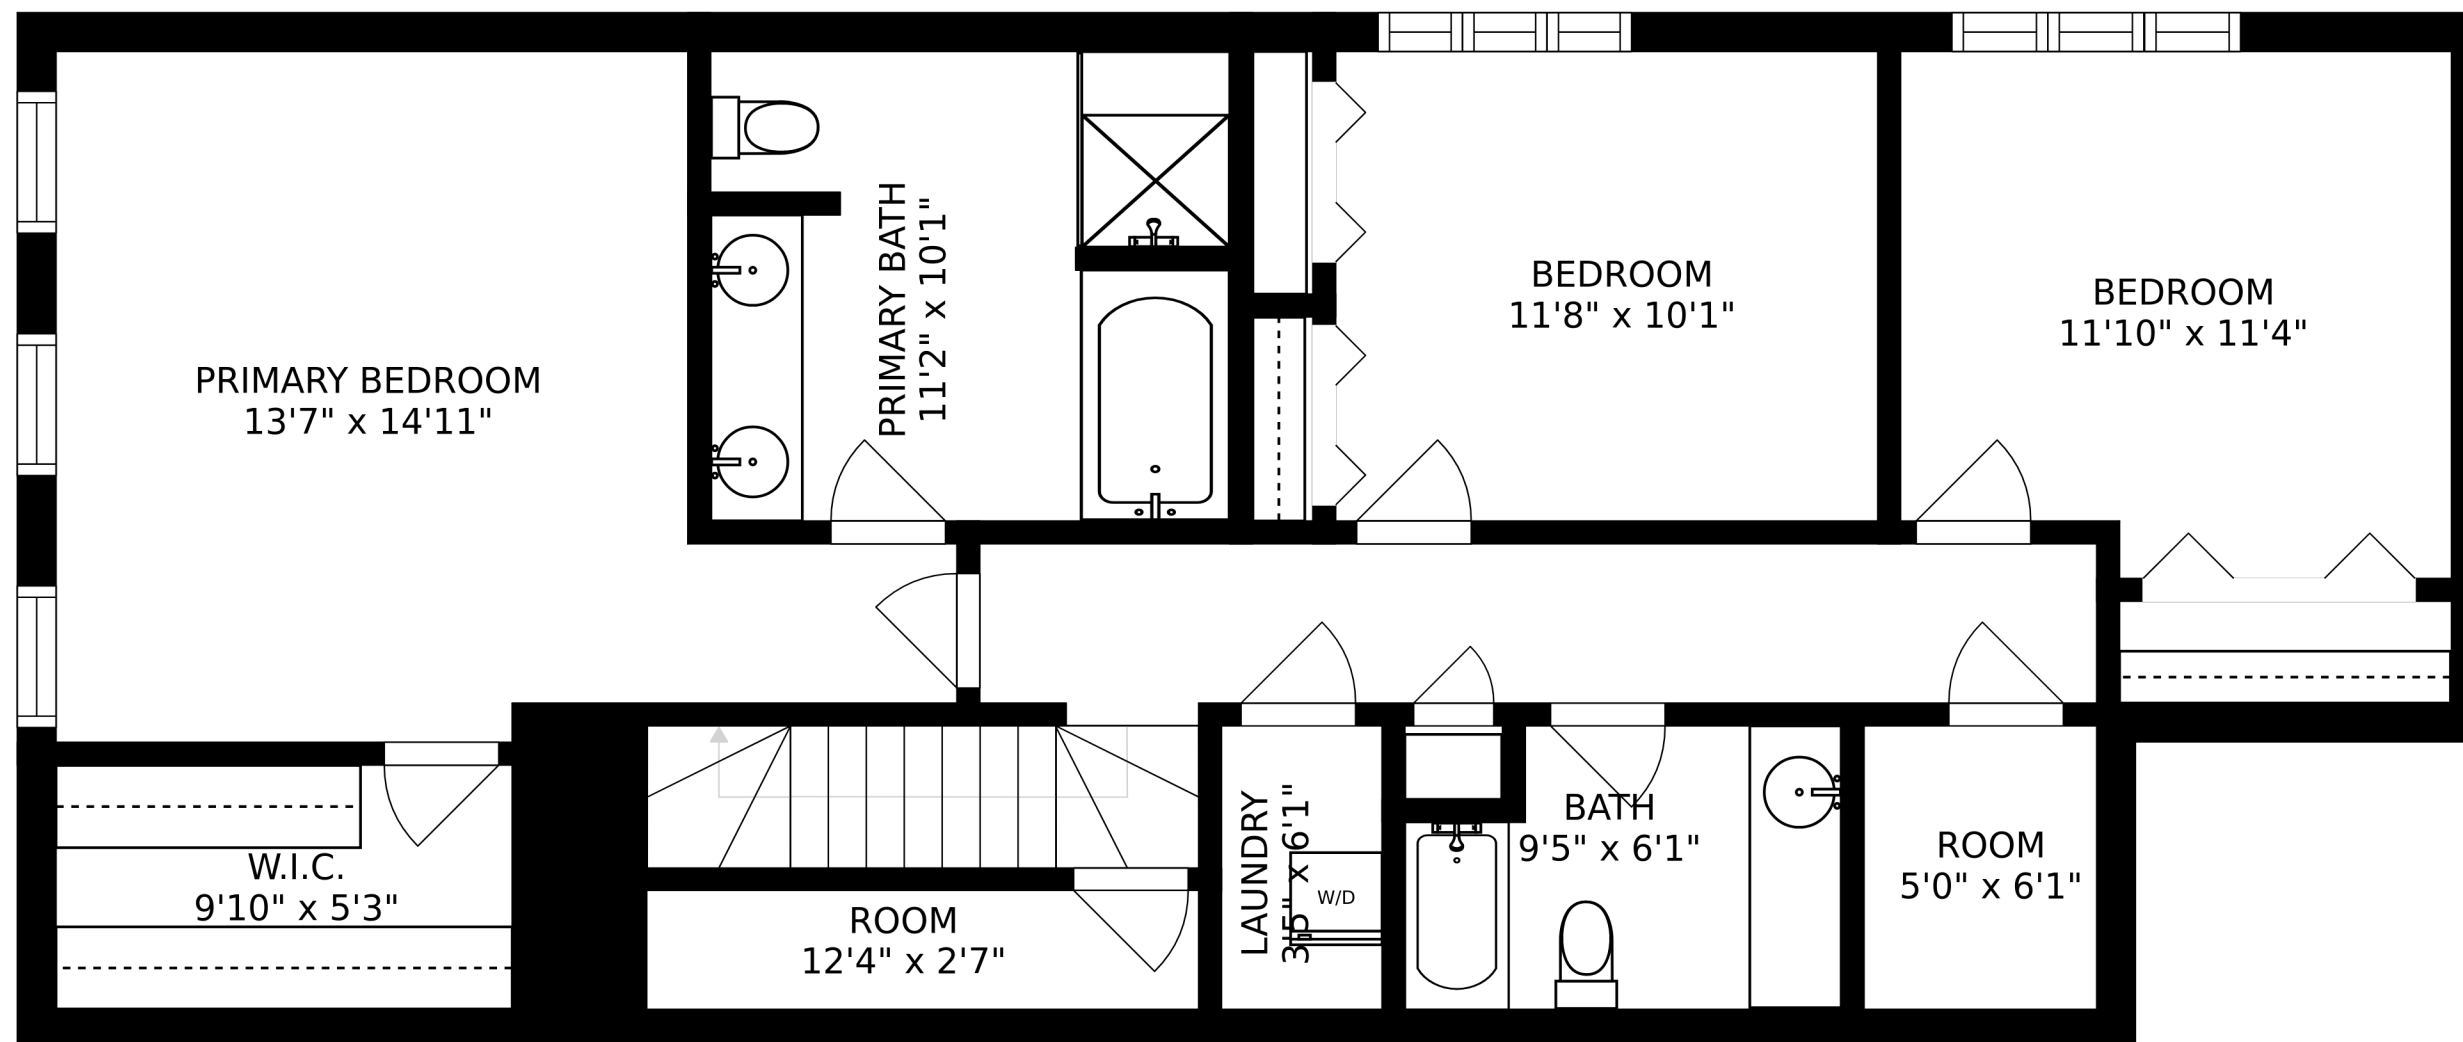 PRIMARY BEDROOM
13'7" x 14'11"
PRIMARY BATH
11'2" x 10'1"
BEDROOM
11'8" x 10'1"
BEDROOM
11'10" x 11'4"
W.I.C.
9'10" x 5'3"
ROOM
12'4" x 2'7"
LAUNDRY
3'5" x 6'1"
W/D
BATH
9'5" x 6'1"
ROOM
5'0" x 6'1"